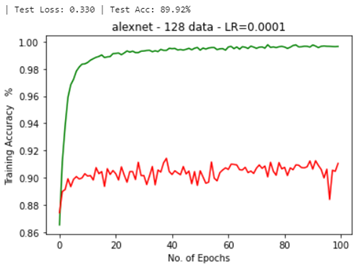 | Test Loss: 0.330 | Test Acc: 89.92%
alexnet - 128 data - LR=0.0001
Training Accuracy %
1.00
0.98
0.96
0.94
0.92
0.90
0.88
0.86
0 20 40 60 80 100
No. of Epochs